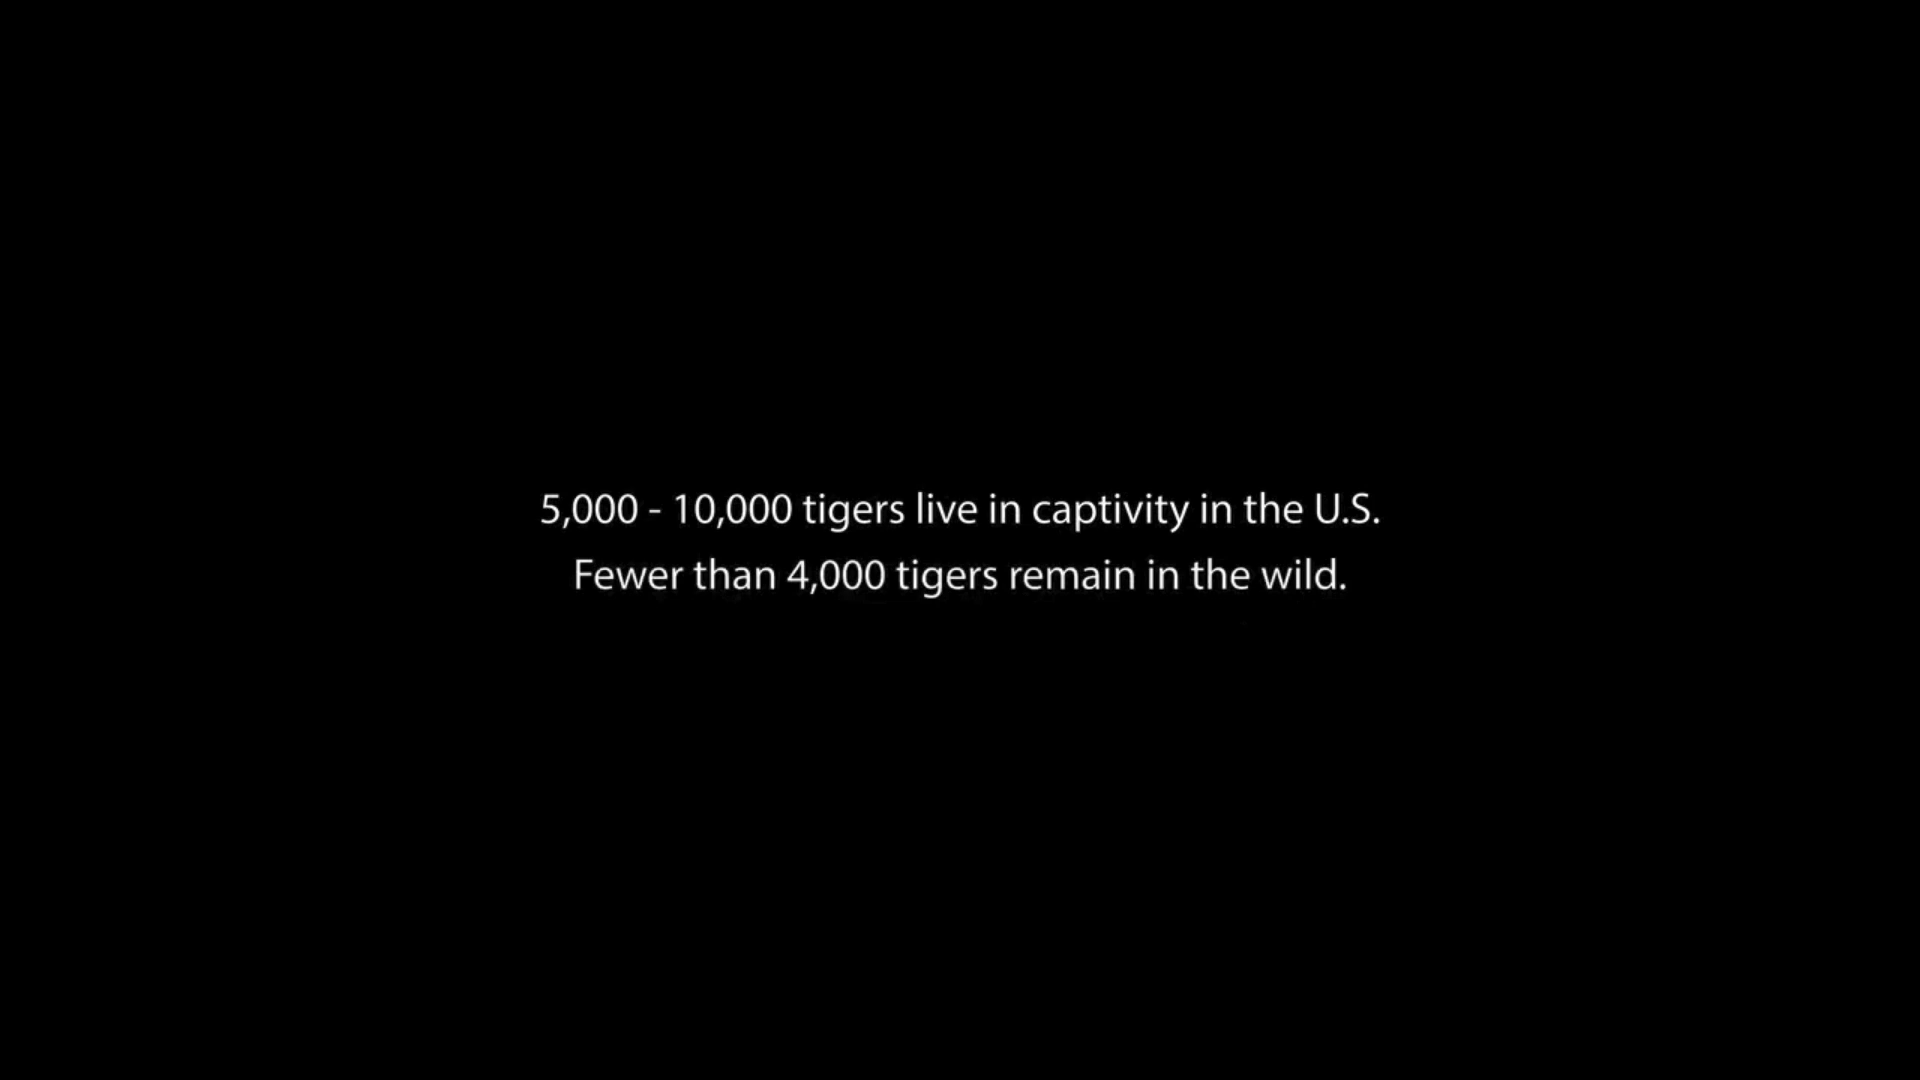 5,000 - 10,000 tigers live in captivity in the U.S.
Fewer than 4,000 tigers remain in the wild.